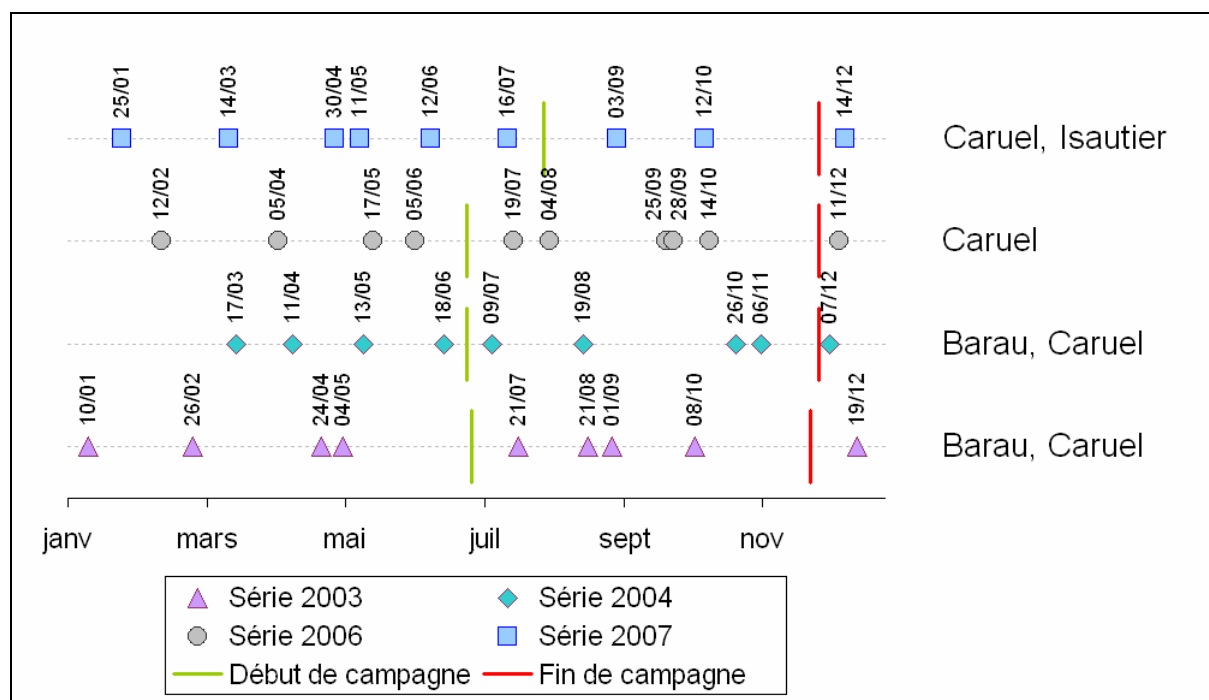 25/01 14/03 30/04 11/05 12/06 16/07 03/09 12/10 14/12
Caruel, Isautier
12/02 05/04 17/05 05/06 19/07 04/08 25/09 28/09 14/10 11/12
Caruel
17/03 11/04 13/05 18/06 09/07 19/08 26/10 06/11 07/12
Barau, Caruel
10/01 26/02 24/04 04/05 21/07 21/08 01/09 08/10 19/12
Barau, Caruel
janv mars mai juil sept nov
Série 2003 Série 2004
Série 2006 Série 2007
Début de campagne Fin de campagne